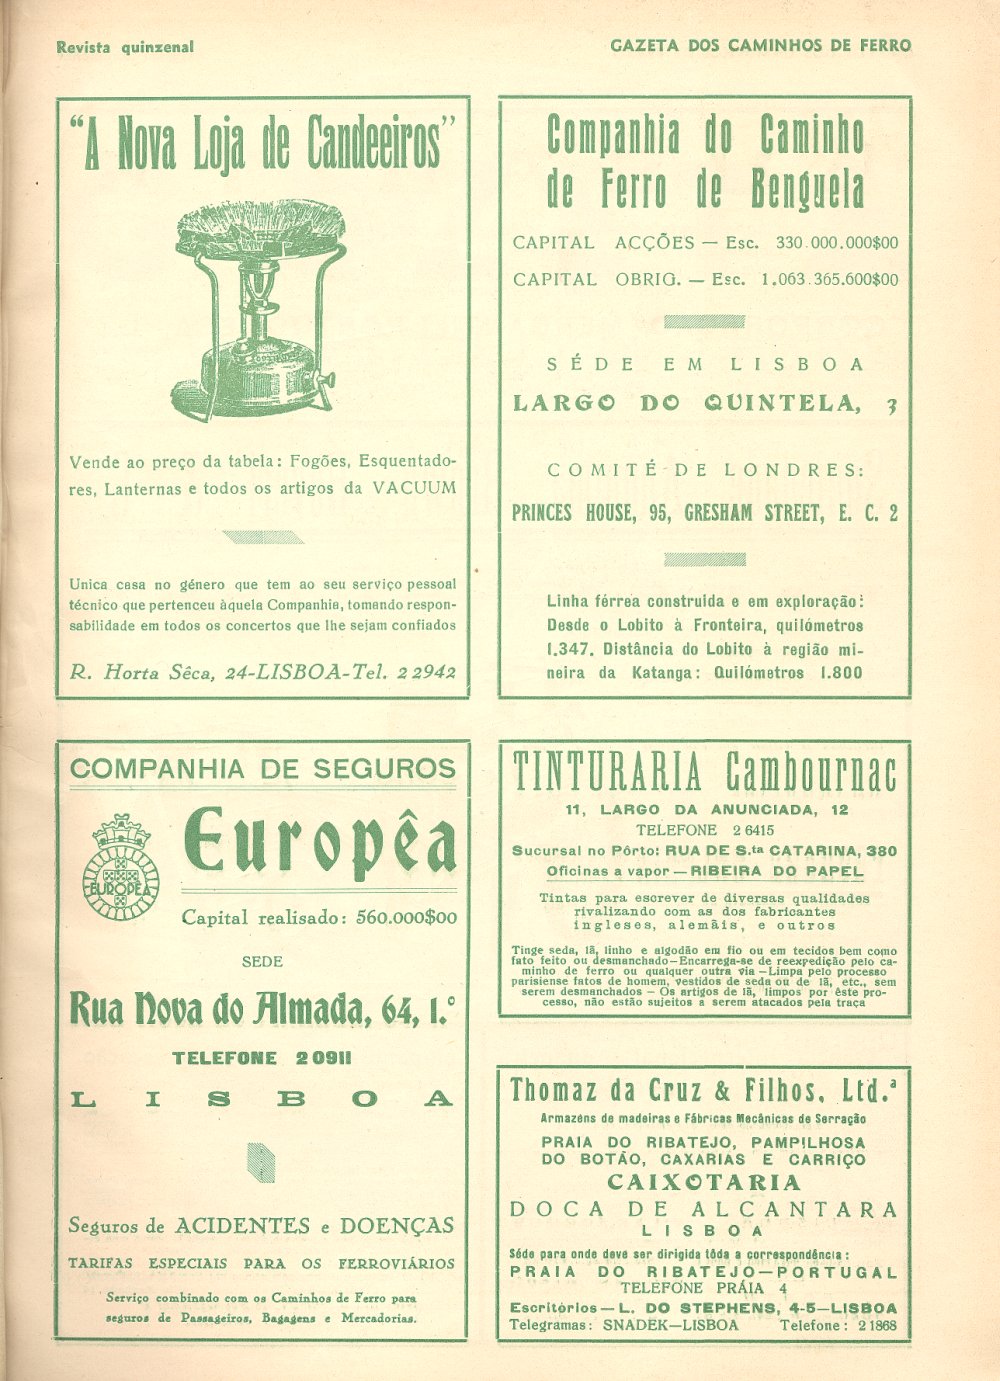 Revista quinzenal
GAZETA DOS CAMINHOS DE FERRO
"A Nova Loja de Candeeiros"
Vende ao preço da tabela: Fogões, Esquentado-
res, Lanternas e todos os artigos da VACUUM
Unica casa no género que tem ao seu serviço pessoal
técnico que pertenceu àquela Companhia, tomando respon-
sabilidade em todos os concertos que lhe sejam confiados
R. Horta Sêca, 24-LISBOA-Tel. 2 2942
Companhia do Caminho
de Ferro de Benguela
CAPITAL ACÇÕES — Esc. 330.000.000$00
CAPITAL OBRIG. — Esc. 1.063.365.600$00
SÉDE EM LISBOA
LARGO DO QUINTELA, 3
COMITÉ DE LONDRES:
PRINCES HOUSE, 95, GRESHAM STREET, E. C. 2
Linha férrea construida e em exploração:
Desde o Lobito à Fronteira, quilómetros
1.347. Distância do Lobito à região mi-
neira da Katanga: Quilómetros 1.800
COMPANHIA DE SEGUROS
Européa
EUROPÊA
Capital realisado: 560.000$00
SEDE
Rua Nova do Almada, 64, 1.º
TELEFONE 2 0911
LISBOA
Seguros de ACIDENTES e DOENÇAS
TARIFAS ESPECIAIS PARA OS FERROVIÁRIOS
Serviço combinado com os Caminhos de Ferro para
seguros de Passageiros, Bagagens e Mercadorias.
TINTURARIA Cambournac
11, LARGO DA ANUNCIADA, 12
TELEFONE 2 6415
Sucursal no Pôrto: RUA DE S.ta CATARINA, 380
Oficinas a vapor — RIBEIRA DO PAPEL
Tintas para escrever de diversas qualidades
rivalizando com as dos fabricantes
ingleses, alemãis, e outros
Tinge seda, lã, linho e algodão em fio ou em tecidos bem como
fato feito ou desmanchado—Encarrega-se de reexpedição pelo ca-
minho de ferro ou qualquer outra via—Limpa pelo processo
parisiense fatos de homem, vestidos de seda ou de lã, etc., sem
serem desmanchados — Os artigos de lã, limpos por êste pro-
cesso, não estão sujeitos a serem atacados pela traça
Thomaz da Cruz & Filhos, Ltd.ª
Armazens de madeiras e Fábricas Mecânicas de Serração
PRAIA DO RIBATEJO, PAMPILHOSA
DO BOTÃO, CAXARIAS E CARRIÇO
CAIXOTARIA
DOCA DE ALCANTARA
LISBOA
Séde para onde deve ser dirigida tôda a correspondência:
PRAIA DO RIBATEJO—PORTUGAL
TELEFONE PRÁIA 4
Escritórios—L. DO STEPHENS, 4-5—LISBOA
Telegramas: SNADEK—LISBOA Telefone: 2 1868